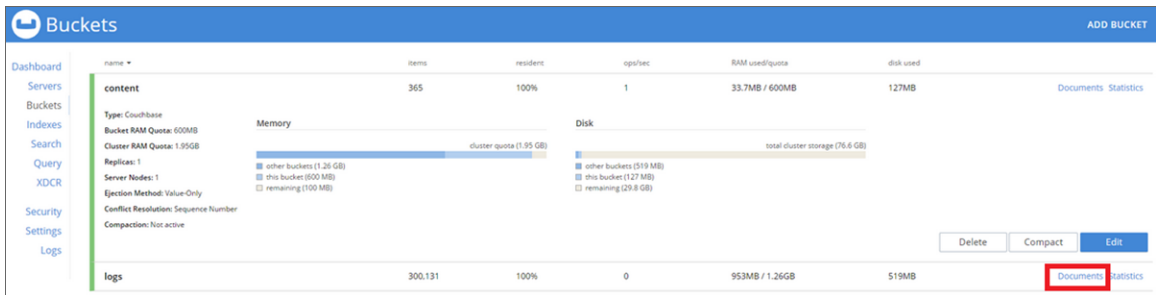 Buckets
ADD BUCKET
Dashboard
Servers
Buckets
Indexes
Search
Query
XDCR
Security
Settings
Logs
name items resident ops/sec RAM used/quota disk used
content 365 100% 1 33.7MB / 600MB 127MB Documents Statistics
Type: Couchbase
Bucket RAM Quota: 600MB
Cluster RAM Quota: 1.95GB
Replicas: 1
Server Nodes: 1
Ejection Method: Value-Only
Conflict Resolution: Sequence Number
Compaction: Not active
Memory
cluster quota (1.95 GB)
other buckets (1.26 GB)
this bucket (600 MB)
remaining (100 MB)
Disk
total cluster storage (76.6 GB)
other buckets (519 MB)
this bucket (127 MB)
remaining (29.8 GB)
Delete Compact Edit
logs 300,131 100% 0 953MB / 1.26GB 519MB Documents Statistics